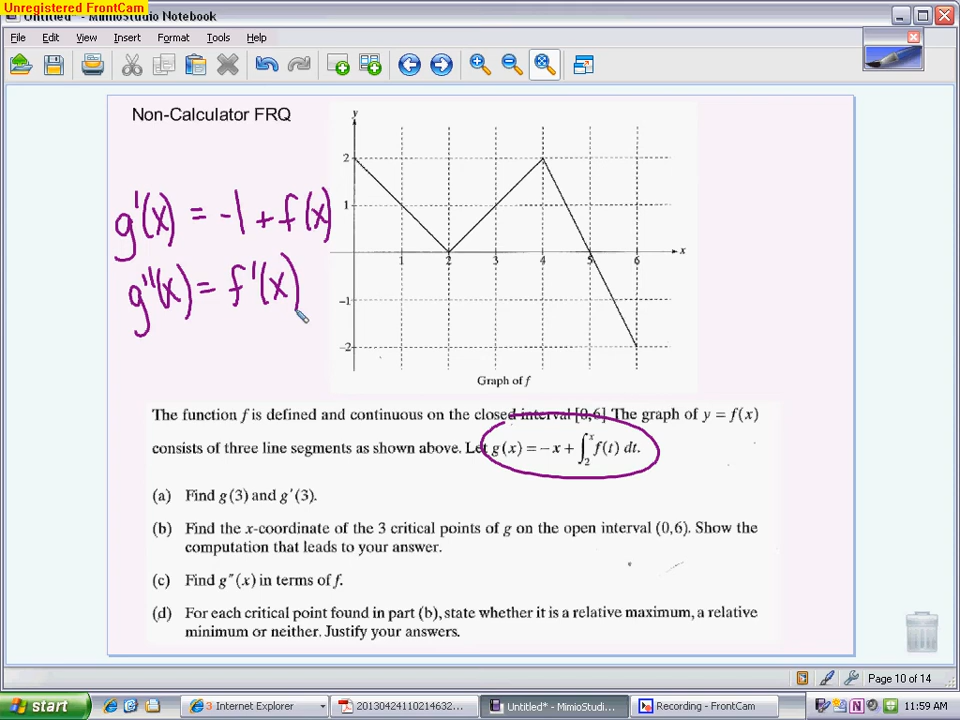 Unregistered FrontCam
Untitled* - MimioStudio Notebook
File Edit View Insert Format Tools Help
Non-Calculator FRQ
y
2
1
-1
-2
1 2 3 4 5 6
x
g'(x) = -1 + f(x)
g''(x) = f'(x)
Graph of f
The function f is defined and continuous on the closed interval [0,6]. The graph of y = f(x)
consists of three line segments as shown above. Let g(x) = -x + ∫₂ˣ f(t) dt.
(a) Find g(3) and g'(3).
(b) Find the x-coordinate of the 3 critical points of g on the open interval (0,6). Show the
computation that leads to your answer.
(c) Find g″(x) in terms of f.
(d) For each critical point found in part (b), state whether it is a relative maximum, a relative
minimum or neither. Justify your answers.
Page 10 of 14
start
3 Internet Explorer
20130424110214632...
Untitled* - MimioStu...
Recording - FrontCam
11:59 AM